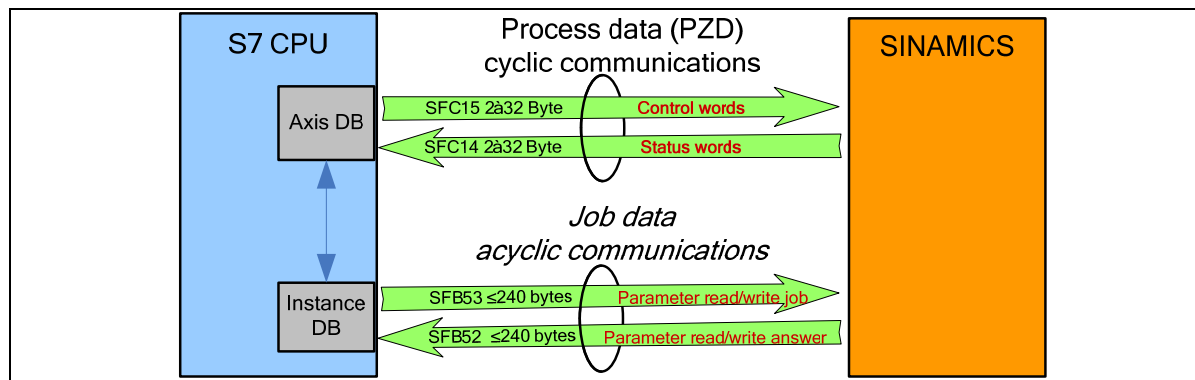 S7 CPU
Process data (PZD)
cyclic communications
SINAMICS
Axis DB
SFC15 2à32 Byte
Control words
SFC14 2à32 Byte
Status words
Job data
acyclic communications
Instance
DB
SFB53 ≤240 bytes
Parameter read/write job
SFB52 ≤240 bytes
Parameter read/write answer